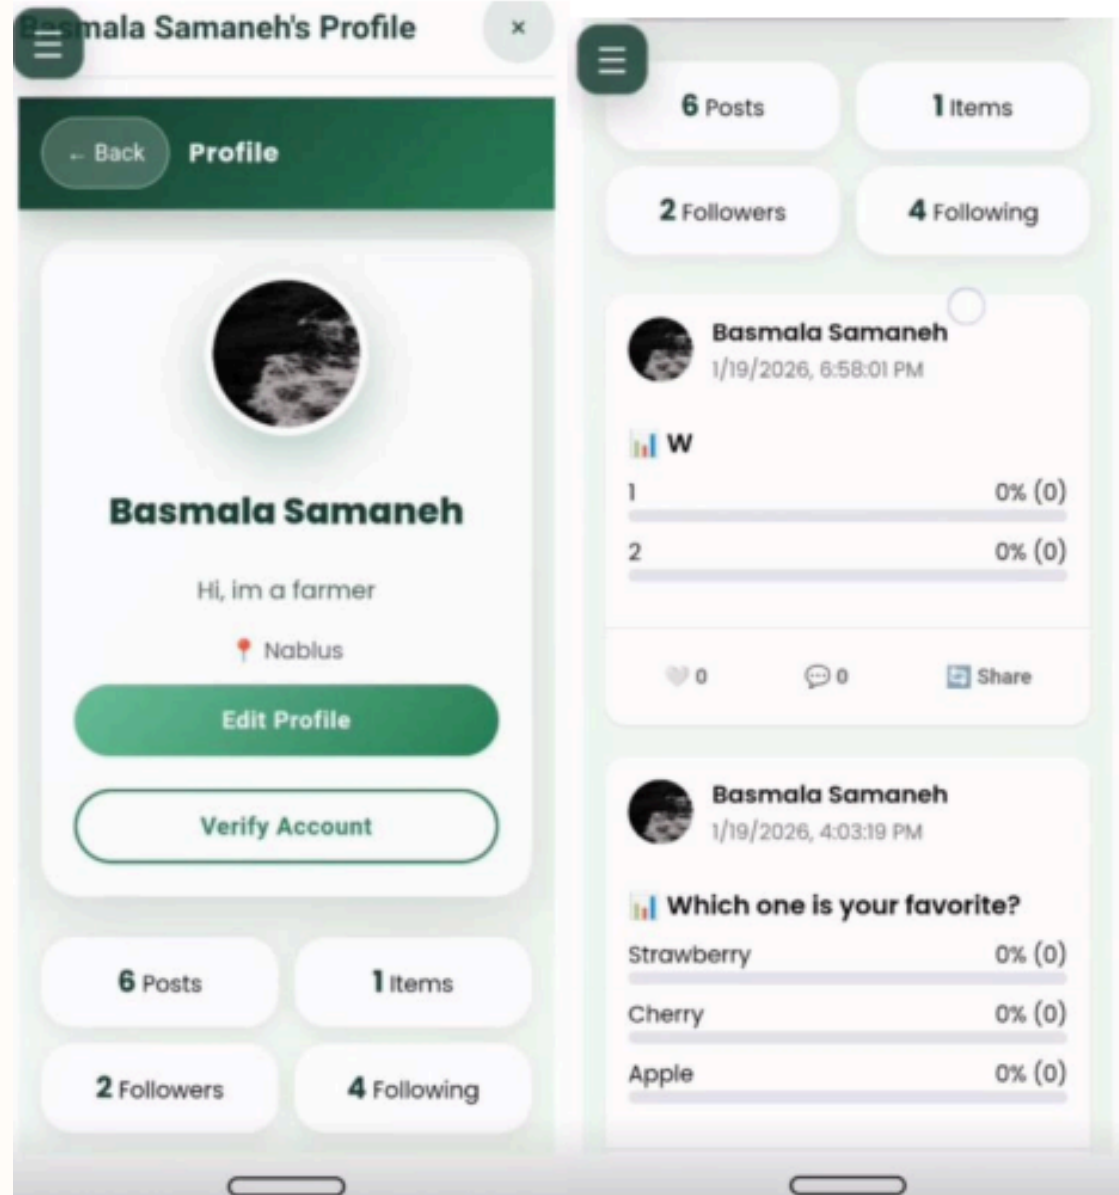 Basmala Samaneh's Profile ×
← Back Profile
Basmala Samaneh
Hi, im a farmer
Nablus
Edit Profile
Verify Account
6 Posts
1 Items
2 Followers
4 Following
6 Posts
1 Items
2 Followers
4 Following
Basmala Samaneh
1/19/2026, 6:58:01 PM
W
1 0% (0)
2 0% (0)
0
0
Share
Basmala Samaneh
1/19/2026, 4:03:19 PM
Which one is your favorite?
Strawberry 0% (0)
Cherry 0% (0)
Apple 0% (0)